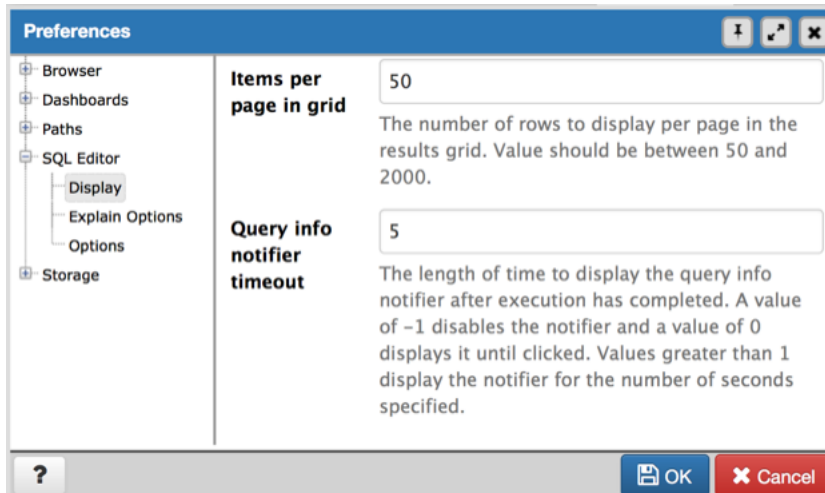 Preferences
Browser
Dashboards
Paths
SQL Editor
Display
Explain Options
Options
Storage
Items per
page in grid
50
The number of rows to display per page in the
results grid. Value should be between 50 and
2000.
Query info
notifier
timeout
5
The length of time to display the query info
notifier after execution has completed. A value
of −1 disables the notifier and a value of 0
displays it until clicked. Values greater than 1
display the notifier for the number of seconds
specified.
?
OK
Cancel